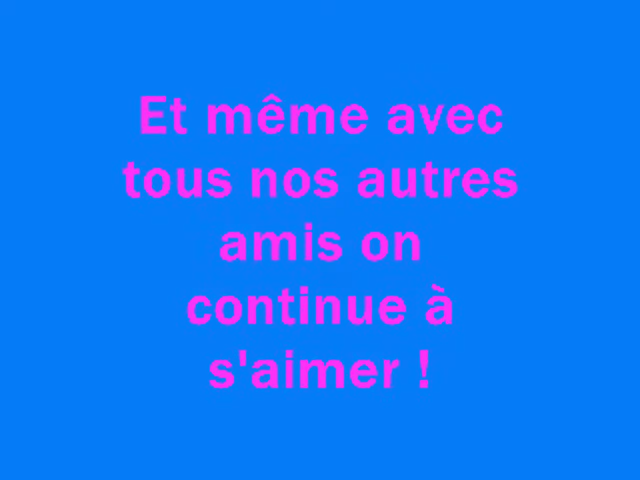 Et même avec
tous nos autres
amis on
continue à
s'aimer !